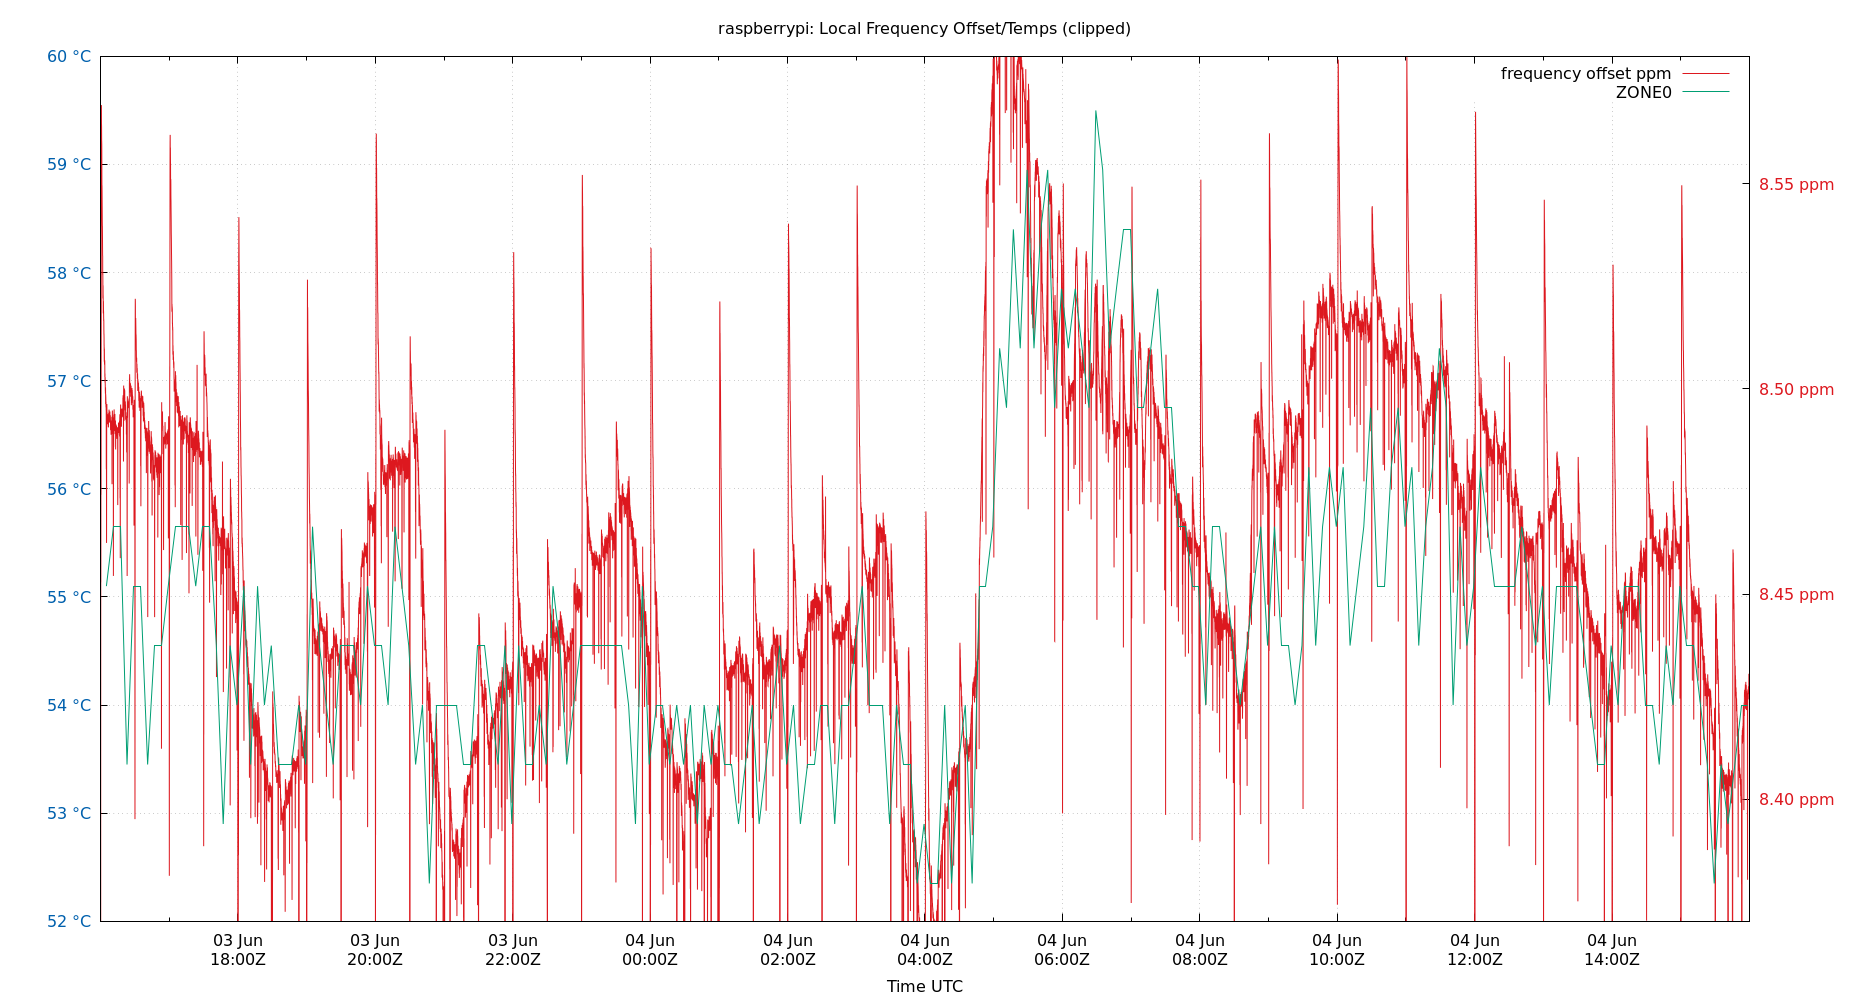 raspberrypi: Local Frequency Offset/Temps (clipped)
60 °C
59 °C
58 °C
57 °C
56 °C
55 °C
54 °C
53 °C
52 °C
frequency offset ppm
ZONE0
8.55 ppm
8.50 ppm
8.45 ppm
8.40 ppm
03 Jun 03 Jun 03 Jun 04 Jun 04 Jun 04 Jun 04 Jun 04 Jun 04 Jun 04 Jun 04 Jun
18:00Z 20:00Z 22:00Z 00:00Z 02:00Z 04:00Z 06:00Z 08:00Z 10:00Z 12:00Z 14:00Z
Time UTC